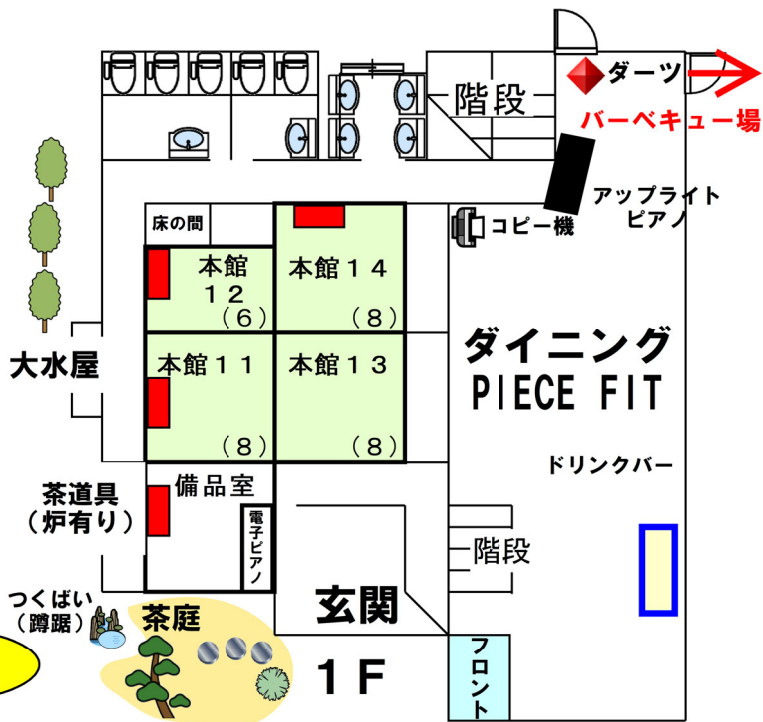 階段
ダーツ
バーベキュー場
アップライト
ピアノ
コピー機
床の間
本館
１２
（６）
本館１４
（８）
大水屋
本館１１
（８）
本館１３
（８）
ダイニング
PIECE FIT
ドリンクバー
茶道具
（炉有り）
備品室
電子ピアノ
階段
つくばい
（蹲踞）
茶庭
玄関
１F
フロント